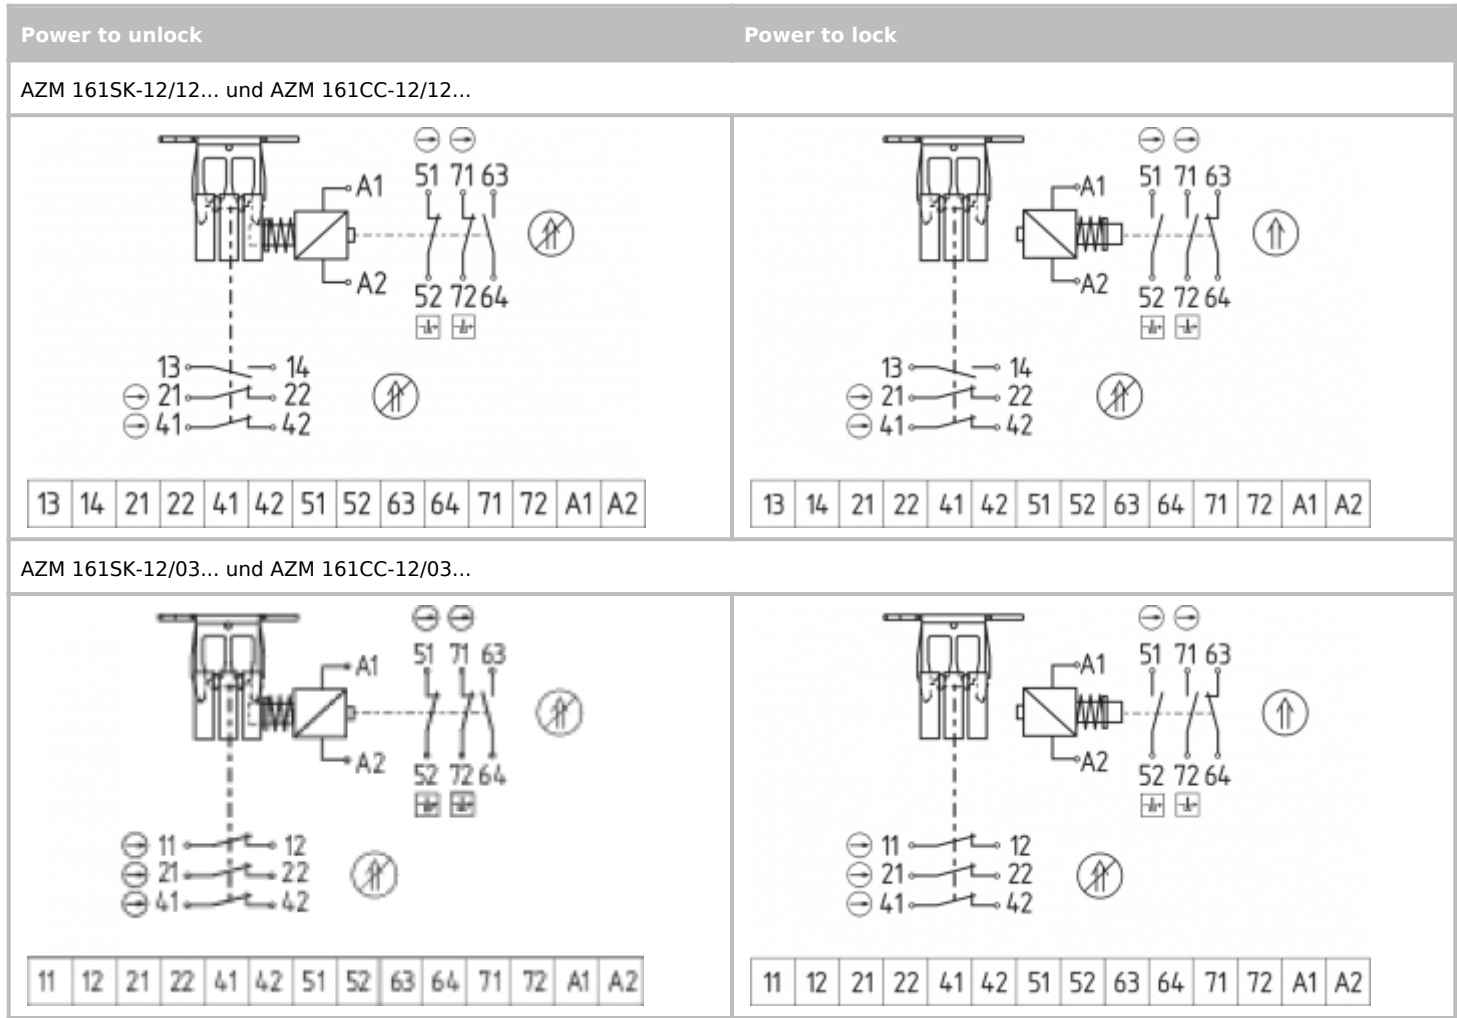 Power to unlock Power to lock
AZM 161SK-12/12... und AZM 161CC-12/12...
51 71 63 51 71 63
A1 A1
A2 A2
52 72 64 52 72 64
13 14 13 14
21 22 21 22
41 42 41 42
13 14 21 22 41 42 51 52 63 64 71 72 A1 A2 13 14 21 22 41 42 51 52 63 64 71 72 A1 A2
AZM 161SK-12/03... und AZM 161CC-12/03...
51 71 63 51 71 63
A1 A1
A2 A2
52 72 64 52 72 64
11 12 11 12
21 22 21 22
41 42 41 42
11 12 21 22 41 42 51 52 63 64 71 72 A1 A2 11 12 21 22 41 42 51 52 63 64 71 72 A1 A2